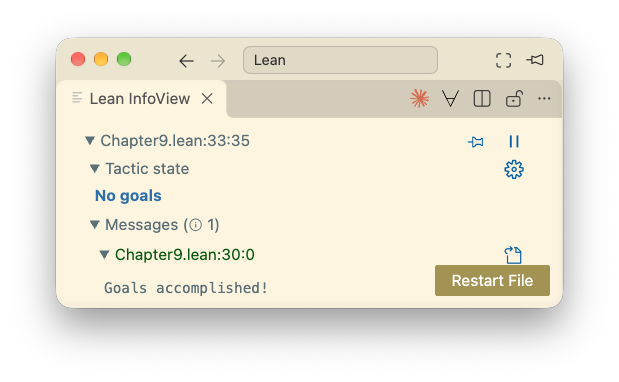 Lean
Lean InfoView
Chapter9.lean:33:35
Tactic state
No goals
Messages (ⓘ 1)
Chapter9.lean:30:0
Goals accomplished!
Restart File